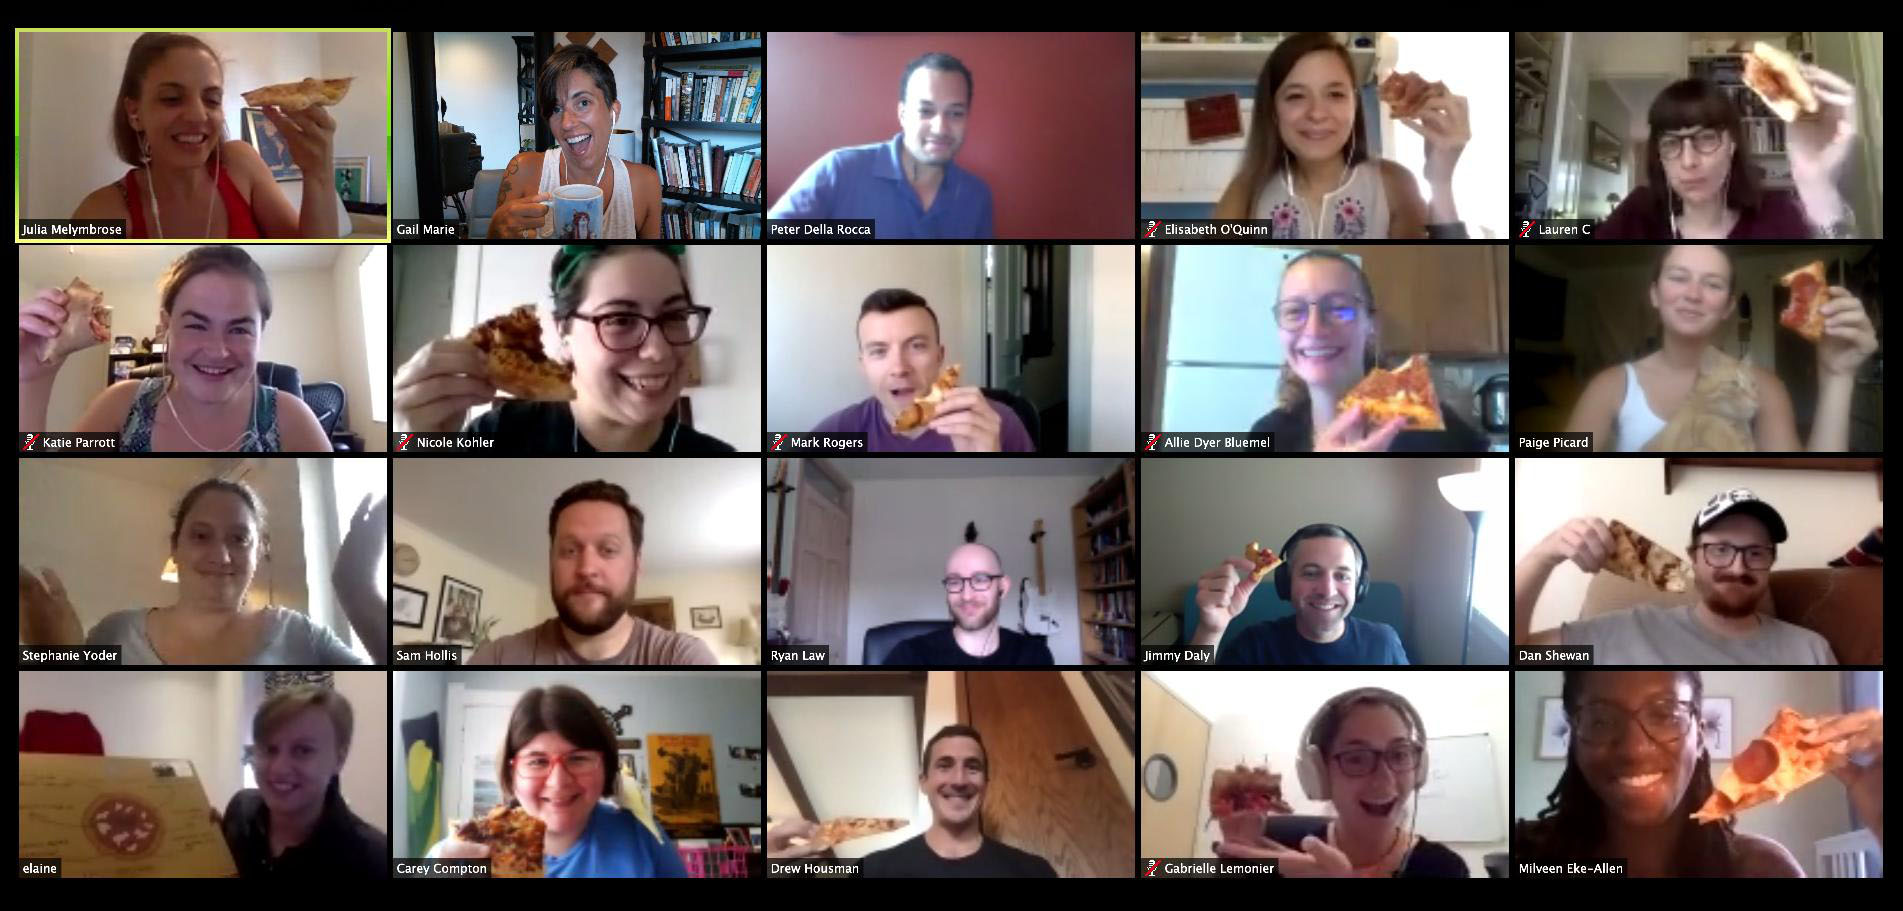 Julia Melymbrose
Gail Marie
Peter Della Rocca
Elisabeth O'Quinn
Lauren C
Katie Parrott
Nicole Kohler
Mark Rogers
Allie Dyer Bluemel
Paige Picard
Stephanie Yoder
Sam Hollis
Ryan Law
Jimmy Daly
Dan Shewan
elaine
Carey Compton
Drew Housman
Gabrielle Lemonier
Milveen Eke-Allen